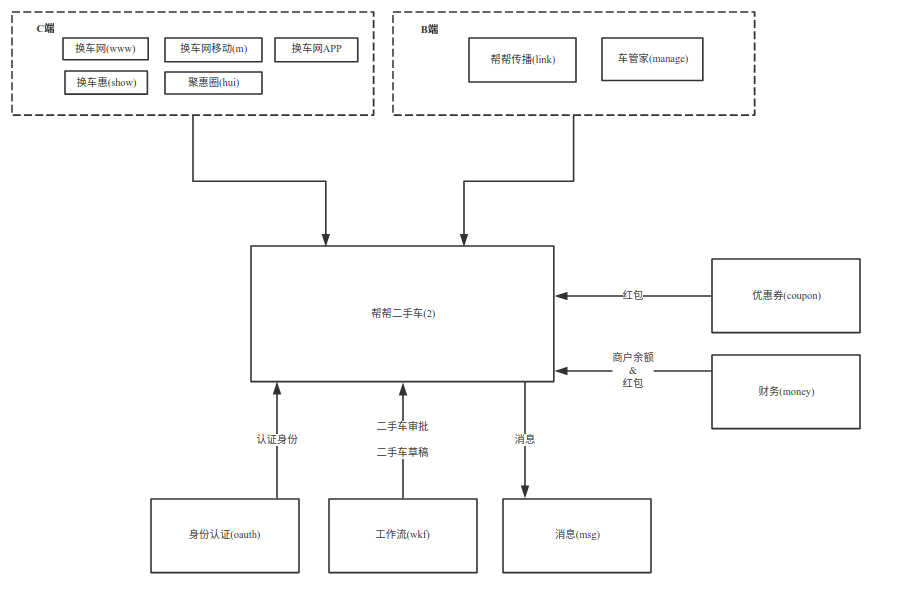 C端
换车网(www)
换车网移动(m)
换车网APP
换车惠(show)
聚惠圈(hui)
B端
帮帮传播(link)
车管家(manage)
帮帮二手车(2)
红包
优惠券(coupon)
商户余额
&
红包
财务(money)
认证身份
二手车审批
二手车草稿
消息
身份认证(oauth)
工作流(wkf)
消息(msg)